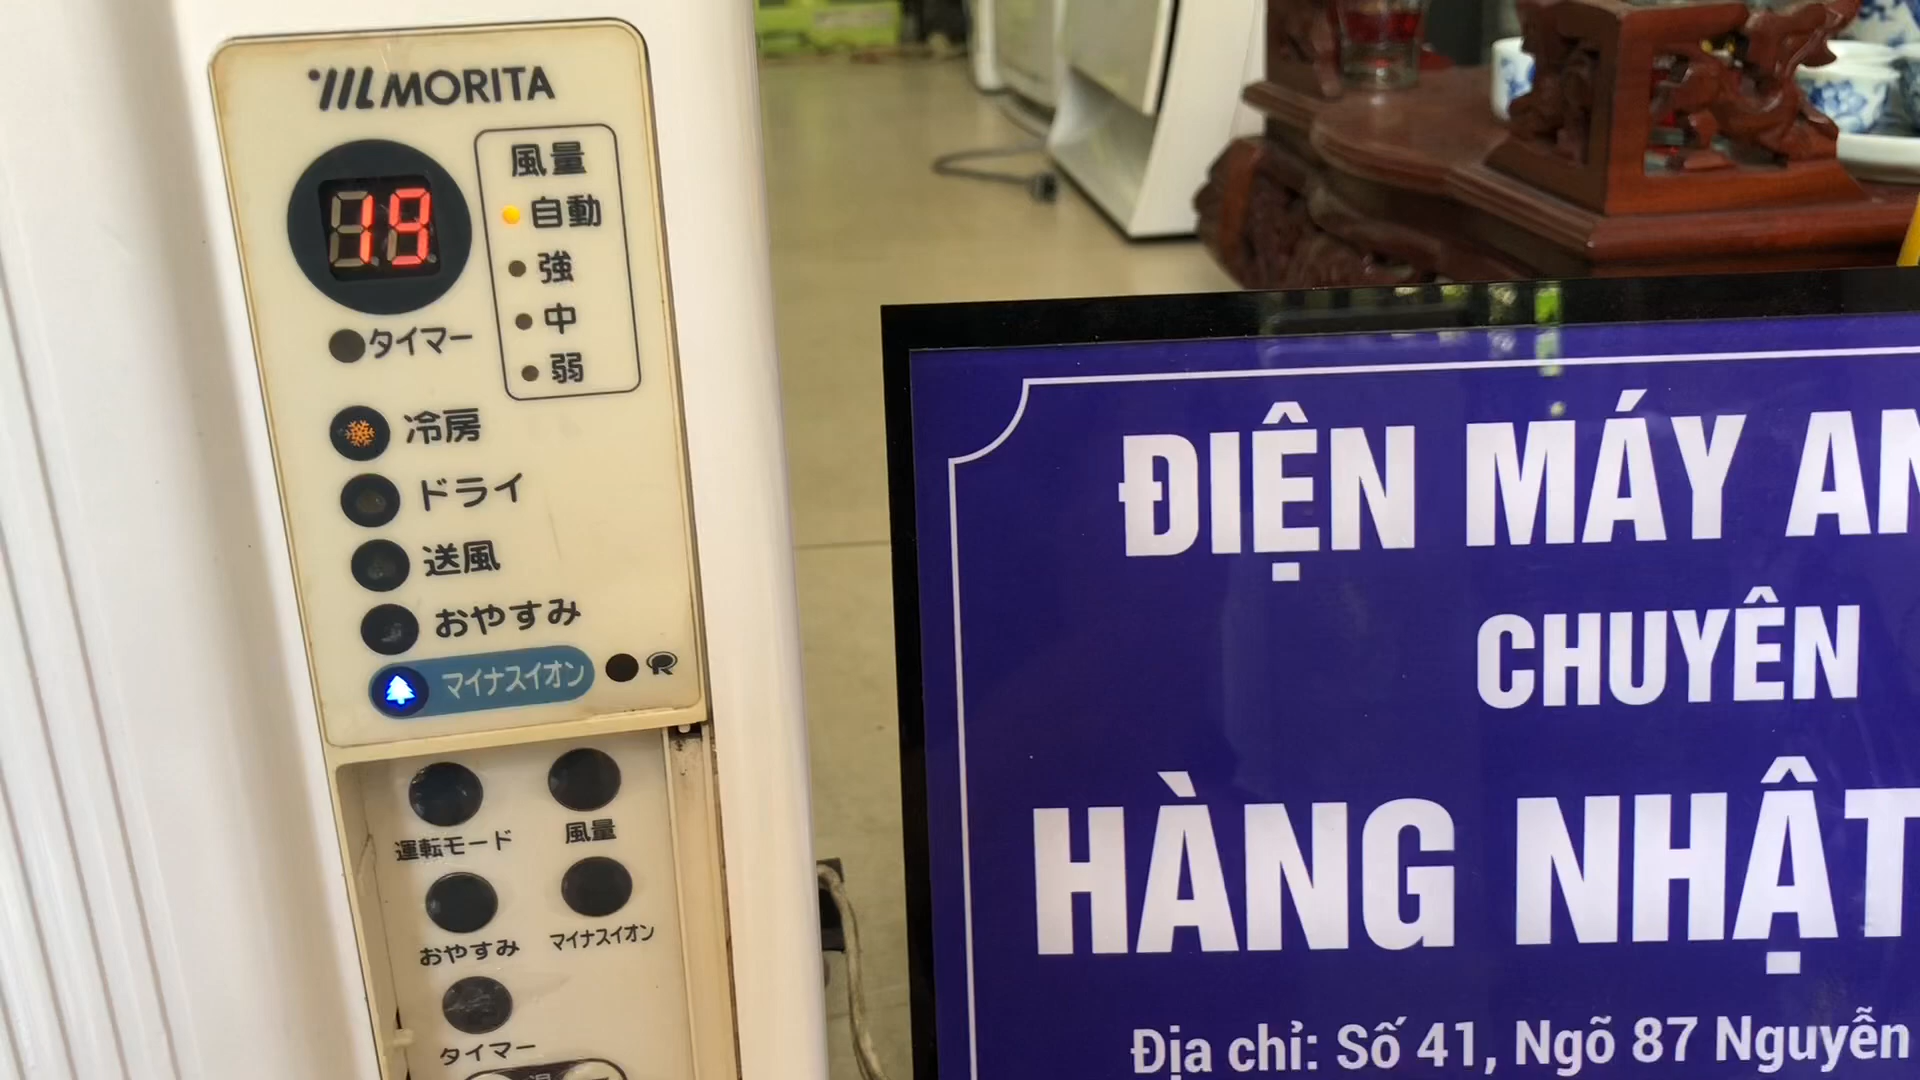 MORITA
19
風量
自動
強
中
弱
タイマー
冷房
ドライ
送風
おやすみ
マイナスイオン
R
運転モード
風量
おやすみ
マイナスイオン
タイマー
ĐIỆN MÁY AN
CHUYÊN
HÀNG NHẬT
Địa chỉ: Số 41, Ngõ 87 Nguyễn